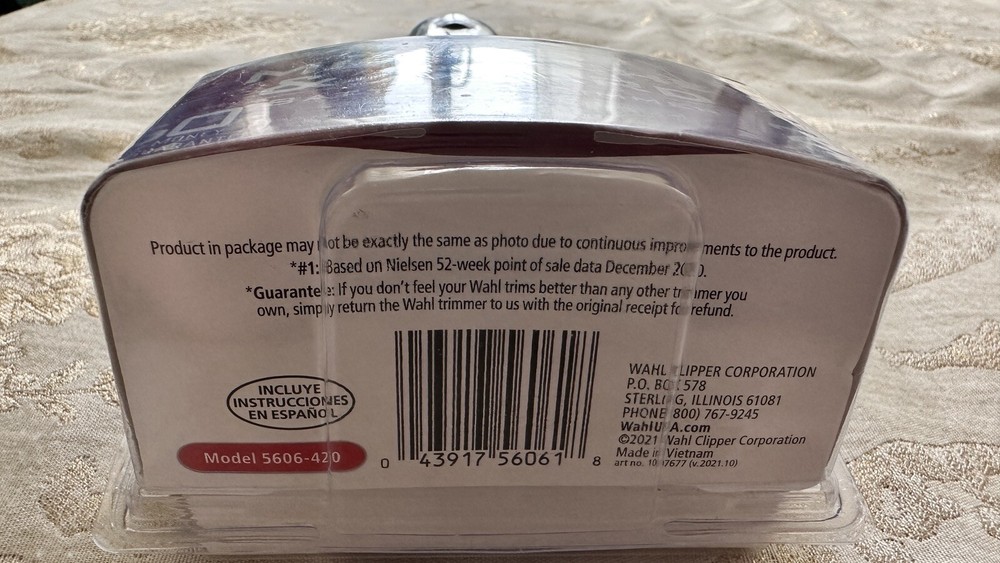 Product in package may not be exactly the same as photo due to continuous improvements to the product.
*#1: Based on Nielsen 52-week point of sale data December
*Guarantee: If you don't feel your Wahl trims better than any other trimmer you
own, simply return the Wahl trimmer to us with the original receipt for refund.
INCLUYE
INSTRUCCIONES
EN ESPAÑOL
Model 5606-420
0 43917 56061 8
WAHL CLIPPER CORPORATION
P.O. BOX 578
STERLING, ILLINOIS 61081
PHONE (800) 767-9245
WahlUSA.com
©2021 Wahl Clipper Corporation
Made in Vietnam
art no. (v.2021.10)